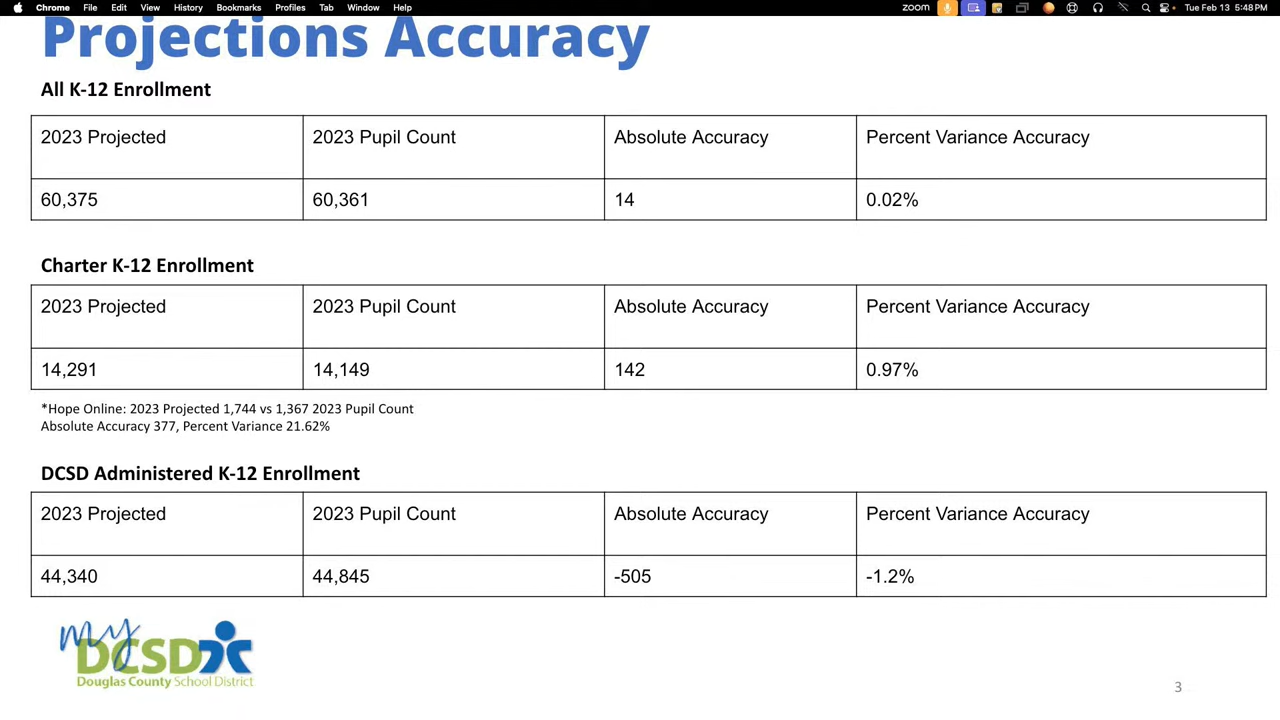 Chrome File Edit View History Bookmarks Profiles Tab Window Help zoom Tue Feb 13 5:48 PM
Projections Accuracy
All K-12 Enrollment
2023 Projected 2023 Pupil Count Absolute Accuracy Percent Variance Accuracy
60,375 60,361 14 0.02%
Charter K-12 Enrollment
2023 Projected 2023 Pupil Count Absolute Accuracy Percent Variance Accuracy
14,291 14,149 142 0.97%
*Hope Online: 2023 Projected 1,744 vs 1,367 2023 Pupil Count
Absolute Accuracy 377, Percent Variance 21.62%
DCSD Administered K-12 Enrollment
2023 Projected 2023 Pupil Count Absolute Accuracy Percent Variance Accuracy
44,340 44,845 -505 -1.2%
my
DCSD
Douglas County School District
3